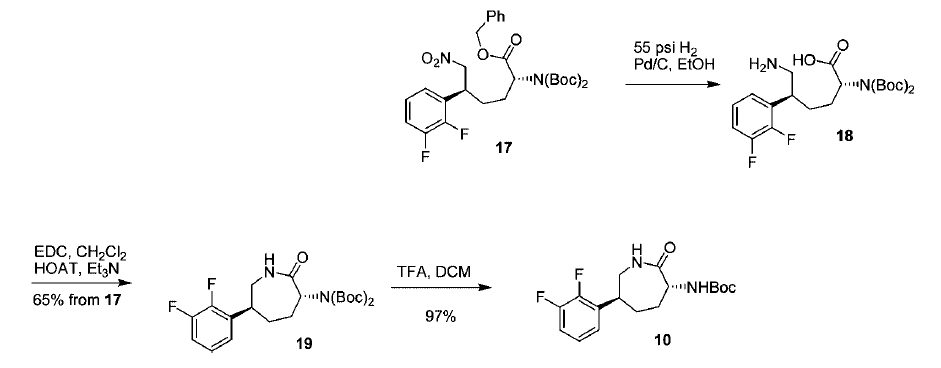 Ph
O
O
O₂N
N(Boc)₂
F
F
17
55 psi H₂
Pd/C, EtOH
H₂N
HO
O
N(Boc)₂
F
F
18
EDC, CH₂Cl₂
HOAT, Et₃N
65% from 17
H
N
O
F
F
N(Boc)₂
19
TFA, DCM
97%
H
N
O
F
F
NHBoc
10